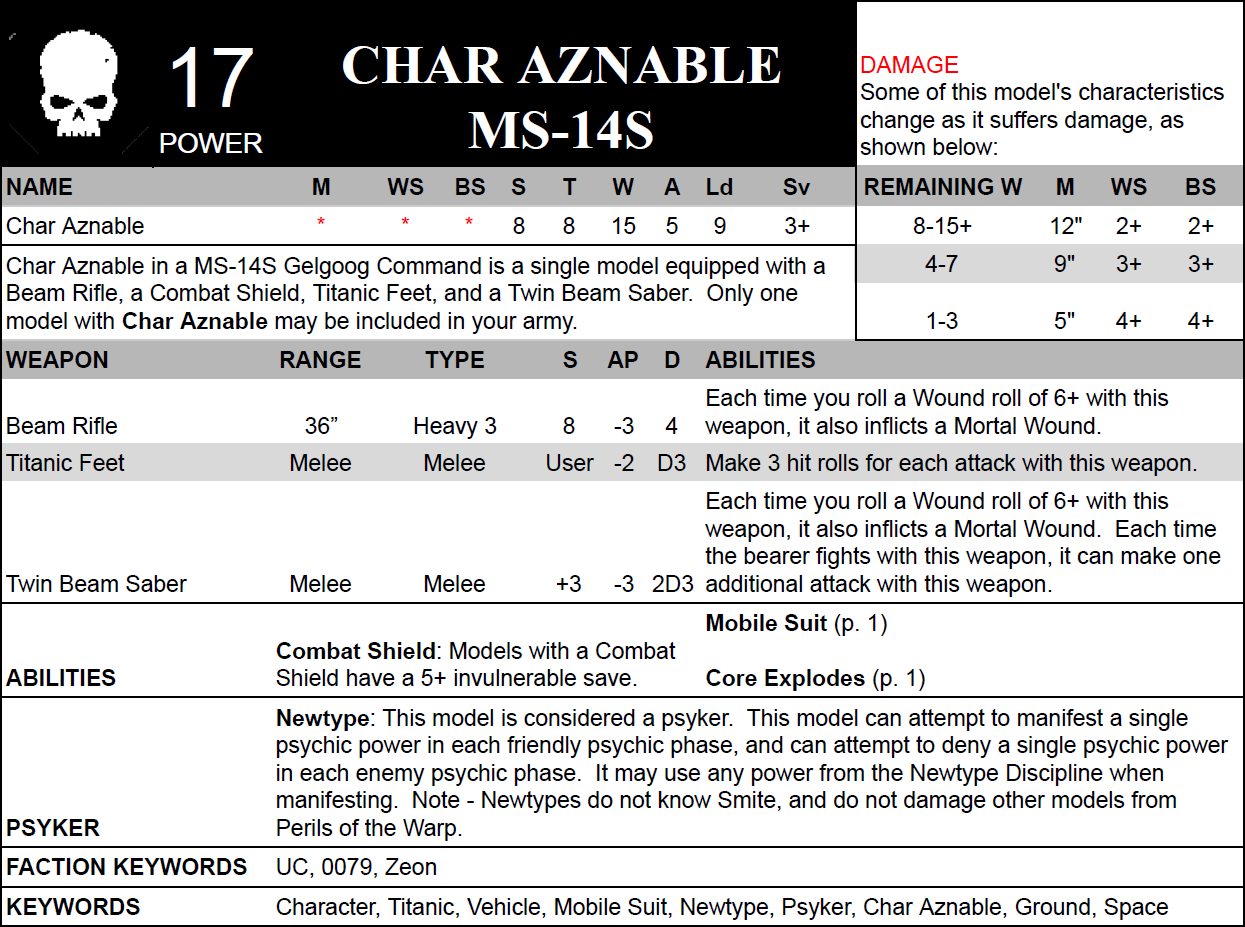 17
POWER
CHAR AZNABLE
MS-14S
DAMAGE
Some of this model's characteristics
change as it suffers damage, as
shown below:
NAME M WS BS S T W A Ld Sv
Char Aznable * * * 8 8 15 5 9 3+
Char Aznable in a MS-14S Gelgoog Command is a single model equipped with a
Beam Rifle, a Combat Shield, Titanic Feet, and a Twin Beam Saber.  Only one
model with Char Aznable may be included in your army.
REMAINING W M WS BS
8-15+ 12" 2+ 2+
4-7 9" 3+ 3+
1-3 5" 4+ 4+
WEAPON RANGE TYPE S AP D ABILITIES
Each time you roll a Wound roll of 6+ with this
Beam Rifle 36” Heavy 3 8 -3 4 weapon, it also inflicts a Mortal Wound.
Titanic Feet Melee Melee User -2 D3 Make 3 hit rolls for each attack with this weapon.
Each time you roll a Wound roll of 6+ with this
weapon, it also inflicts a Mortal Wound.  Each time
the bearer fights with this weapon, it can make one
Twin Beam Saber Melee Melee +3 -3 2D3 additional attack with this weapon.
ABILITIES
Combat Shield: Models with a Combat
Shield have a 5+ invulnerable save.
Mobile Suit (p. 1)
Core Explodes (p. 1)
PSYKER
Newtype: This model is considered a psyker.  This model can attempt to manifest a single
psychic power in each friendly psychic phase, and can attempt to deny a single psychic power
in each enemy psychic phase.  It may use any power from the Newtype Discipline when
manifesting.  Note - Newtypes do not know Smite, and do not damage other models from
Perils of the Warp.
FACTION KEYWORDS UC, 0079, Zeon
KEYWORDS Character, Titanic, Vehicle, Mobile Suit, Newtype, Psyker, Char Aznable, Ground, Space